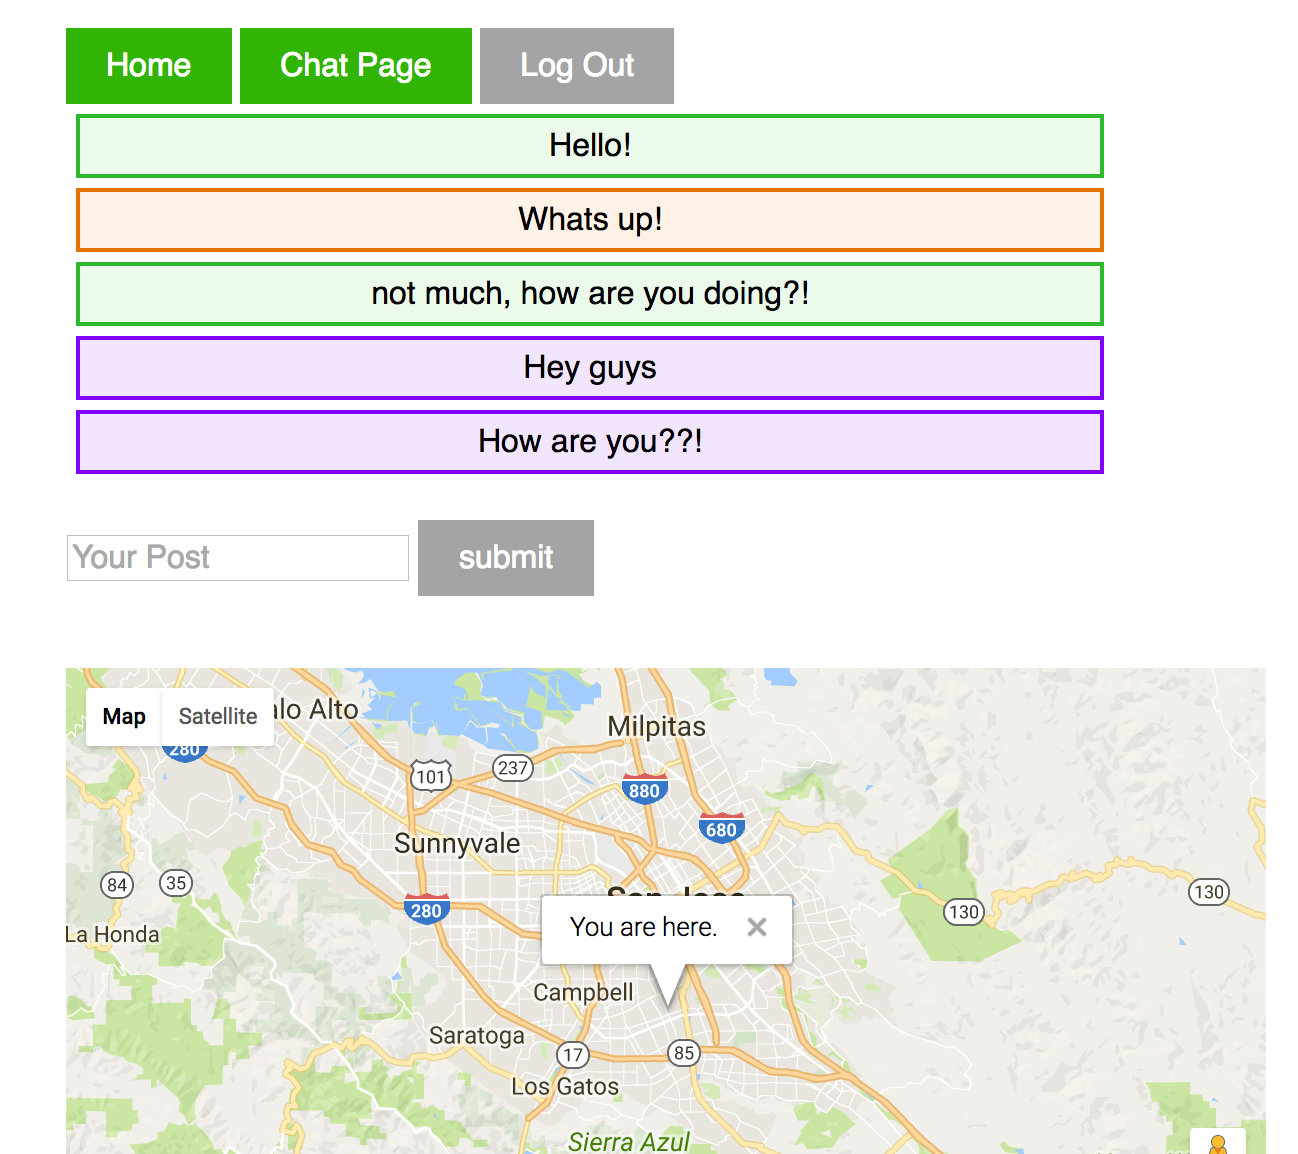 Home Chat Page Log Out
Hello!
Whats up!
not much, how are you doing?!
Hey guys
How are you??!
Your Post submit
Map Satellite alo Alto
Milpitas
280
101
237
880
680
Sunnyvale
84
35
280
130
130
You are here.
La Honda
Campbell
Saratoga
17
85
Los Gatos
Sierra Azul